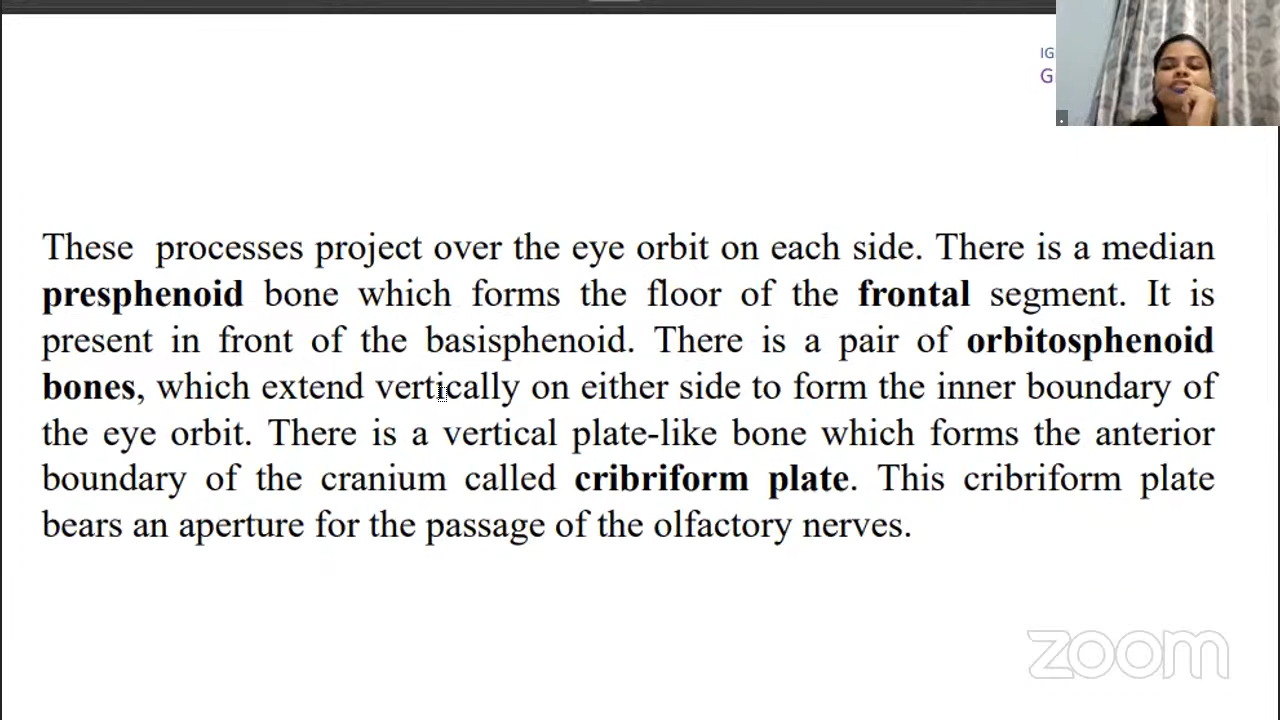 IG
G
These processes project over the eye orbit on each side. There is a median
presphenoid bone which forms the floor of the frontal segment. It is
present in front of the basisphenoid. There is a pair of orbitosphenoid
bones, which extend vertically on either side to form the inner boundary of
the eye orbit. There is a vertical plate-like bone which forms the anterior
boundary of the cranium called cribriform plate. This cribriform plate
bears an aperture for the passage of the olfactory nerves.
zoom